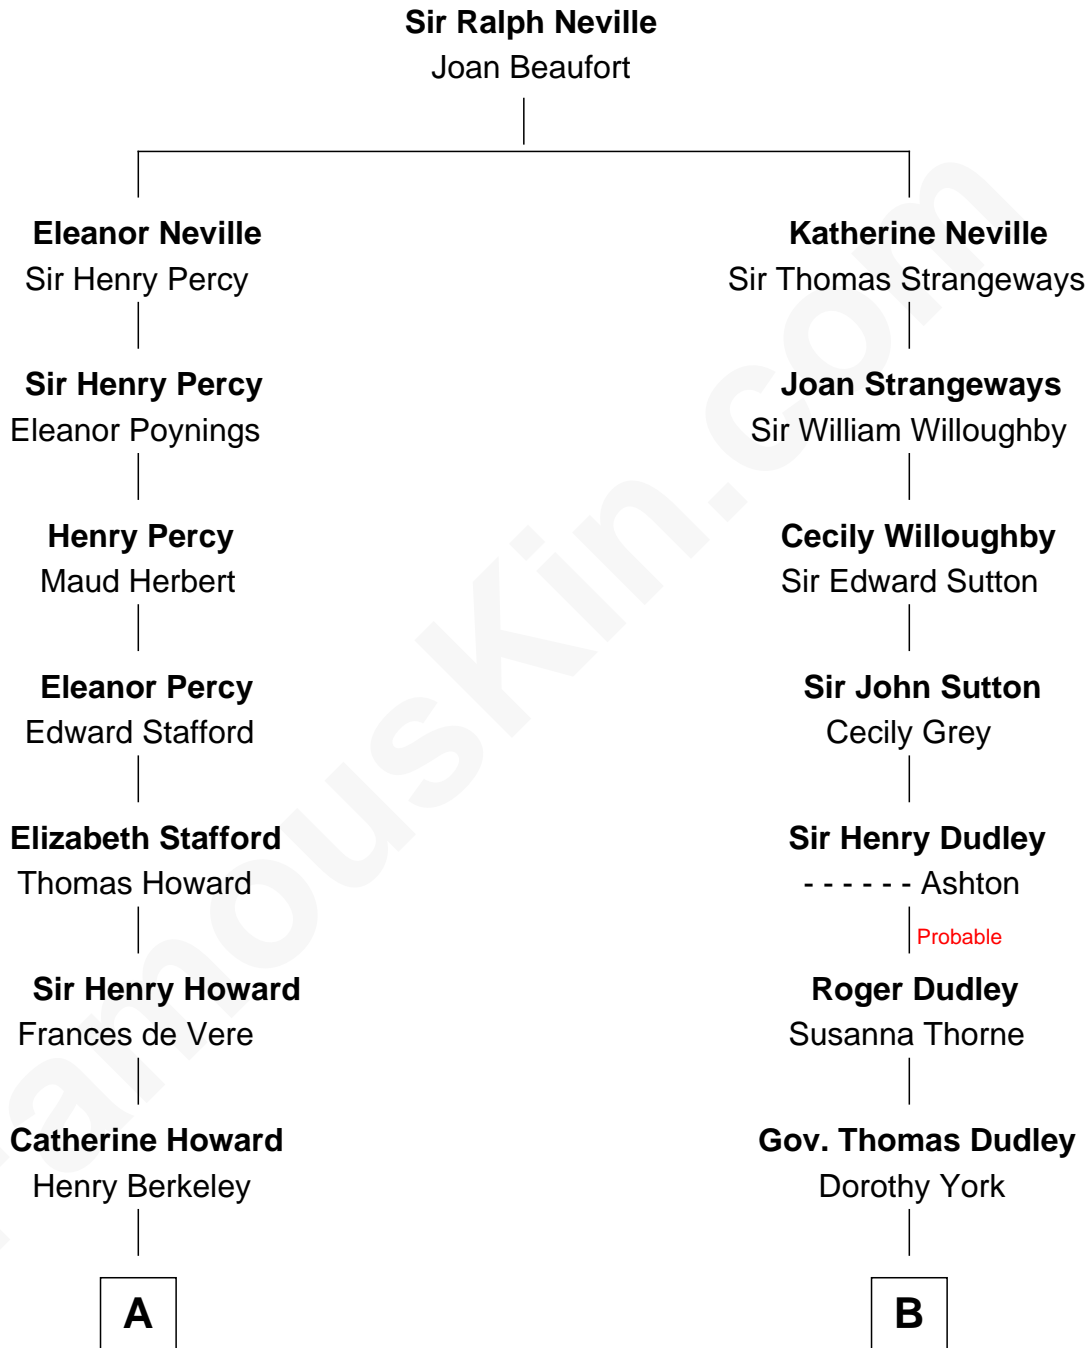 Sir Ralph Neville
Joan Beaufort
Eleanor Neville
Sir Henry Percy
Katherine Neville
Sir Thomas Strangeways
Sir Henry Percy
Eleanor Poynings
Joan Strangeways
Sir William Willoughby
Henry Percy
Maud Herbert
Cecily Willoughby
Sir Edward Sutton
Eleanor Percy
Edward Stafford
Sir John Sutton
Cecily Grey
Elizabeth Stafford
Thomas Howard
Sir Henry Dudley
- - - - - - Ashton
Probable
Sir Henry Howard
Frances de Vere
Roger Dudley
Susanna Thorne
Catherine Howard
Henry Berkeley
Gov. Thomas Dudley
Dorothy York
A
B
FamousKin.com